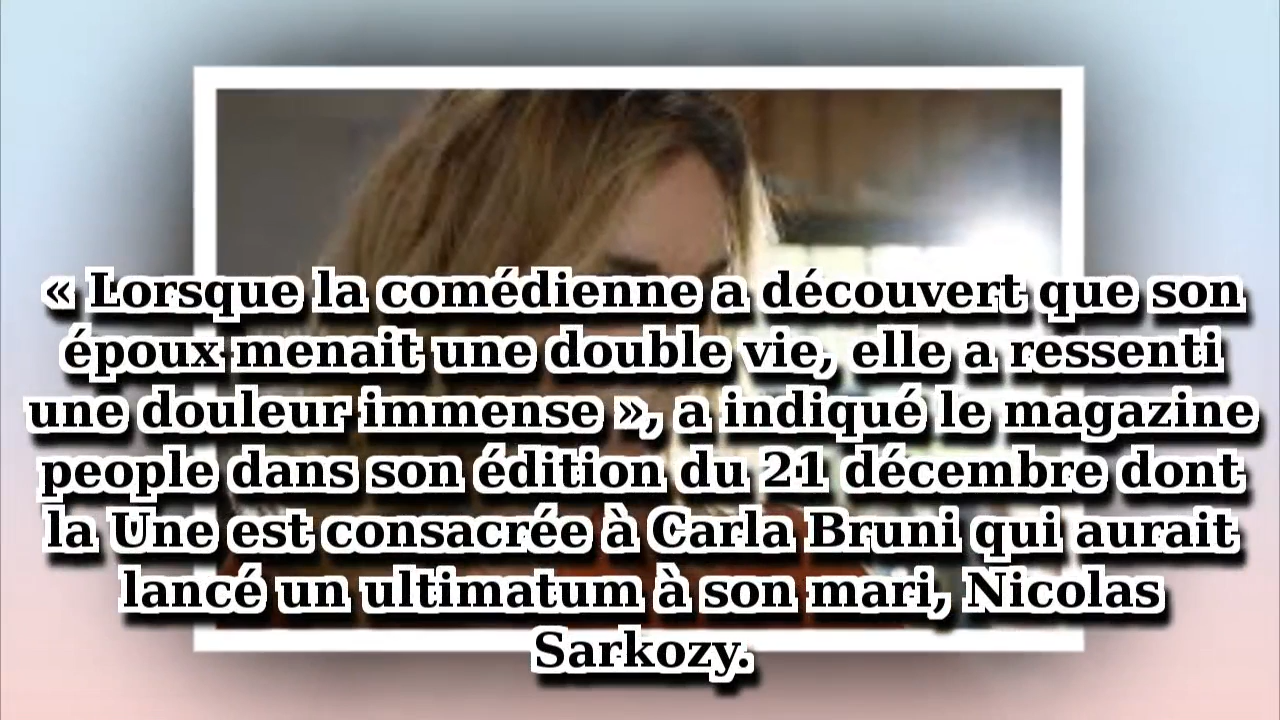 « Lorsque la comédienne a découvert que son
époux menait une double vie, elle a ressenti
une douleur immense », a indiqué le magazine
people dans son édition du 21 décembre dont
la Une est consacrée à Carla Bruni qui aurait
lancé un ultimatum à son mari, Nicolas
Sarkozy.